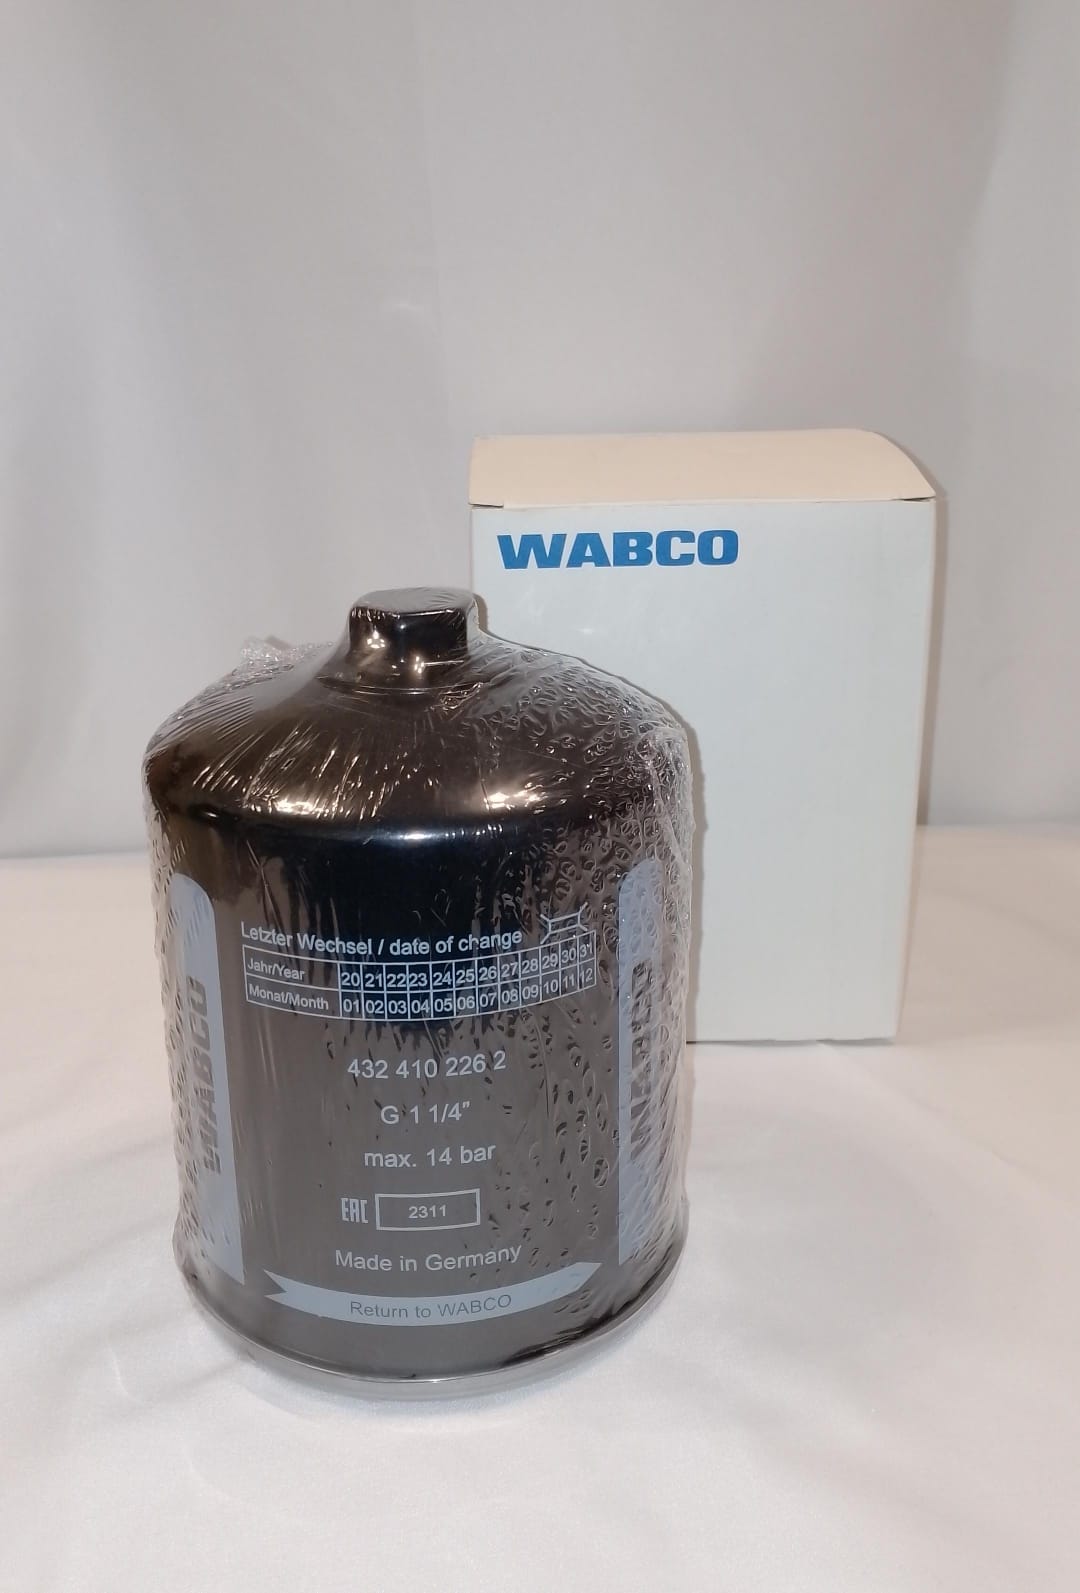 WABCO
Letzter Wechsel / date of change
Jahr/Year 20 21 22 23 24 25 26 27 28 29 30 31
Monat/Month 01 02 03 04 05 06 07 08 09 10 11 12
432 410 226 2
G 1 1/4”
max. 14 bar
EAC 2311
Made in Germany
Return to WABCO
WABCO
WABCO